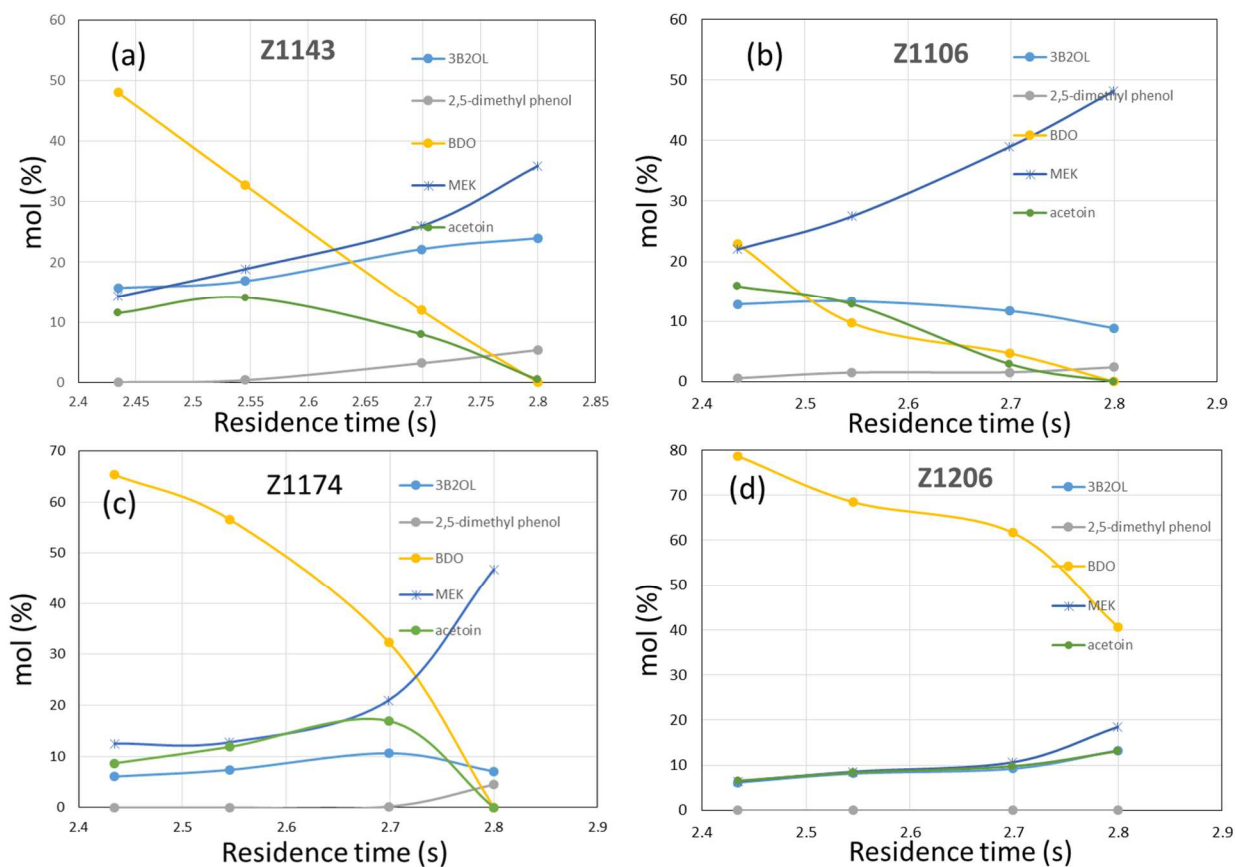 (a)
Z1143
3B2OL
2,5-dimethyl phenol
BDO
MEK
acetoin
mol (%)
60
50
40
30
20
10
0
2.4
2.45
2.5
2.55
2.6
2.65
2.7
2.75
2.8
2.85
Residence time (s)
(b)
Z1106
3B2OL
2,5-dimethyl phenol
BDO
MEK
acetoin
mol (%)
60
50
40
30
20
10
0
2.4
2.5
2.6
2.7
2.8
2.9
Residence time (s)
(c)
Z1174
3B2OL
2,5-dimethyl phenol
BDO
MEK
acetoin
mol (%)
70
60
50
40
30
20
10
0
2.4
2.5
2.6
2.7
2.8
2.9
Residence time (s)
(d)
Z1206
3B2OL
2,5-dimethyl phenol
BDO
MEK
acetoin
mol (%)
80
70
60
50
40
30
20
10
0
2.4
2.5
2.6
2.7
2.8
2.9
Residence time (s)